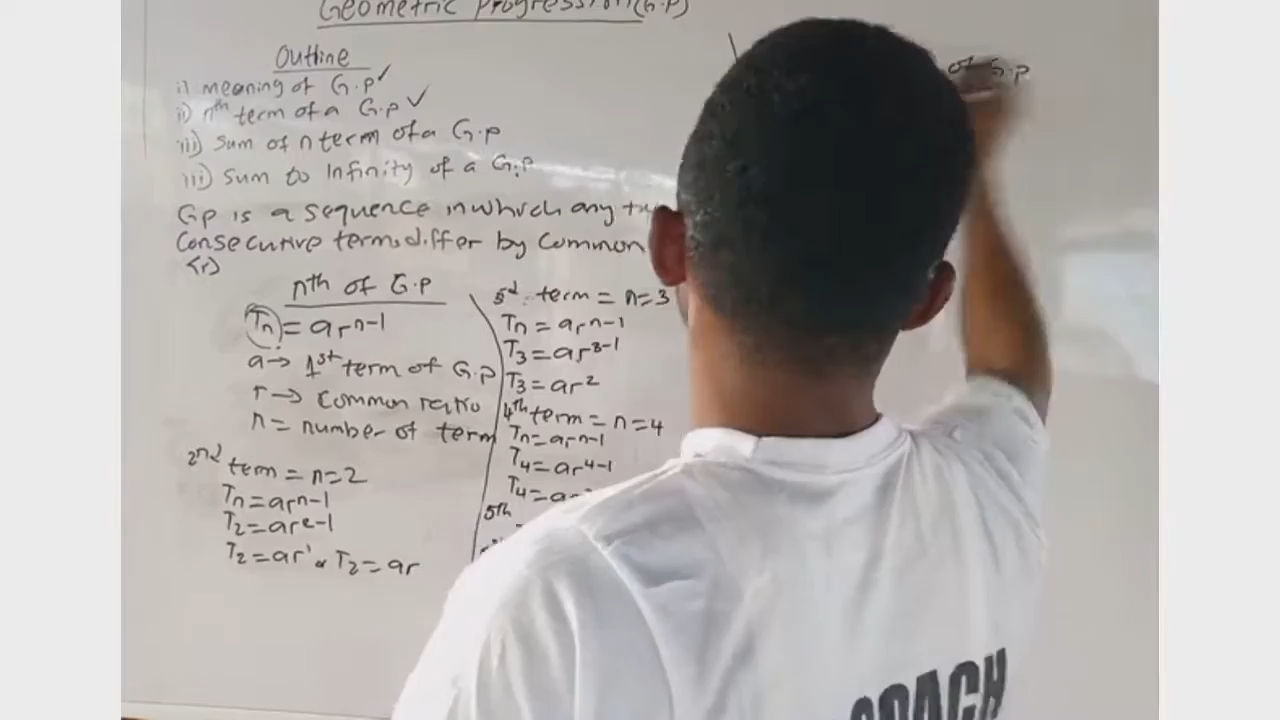 Geometric Progression(G.P)
Outline
i) meaning of G.P✓
ii) nth term of a G.P✓
iii) sum of n term of a G.P
iii) sum to Infinity of a G.P
GP is a sequence in which any
Consecutive terms differ by Common
(r)
nth of G.P
Tn = arn-1
a→ 1st term of G.P
r → Common ratio
n = number of term
2nd term = n=2
Tn = arn-1
T2 = ar2-1
T2 = ar1 or T2 = ar
term = n=3
Tn = arn-1
T3 = ar3-1
T3 = ar2
4th term = n=4
Tn = arn-1
T4 = ar4-1
T4 = a
5th
of G.P
COACH